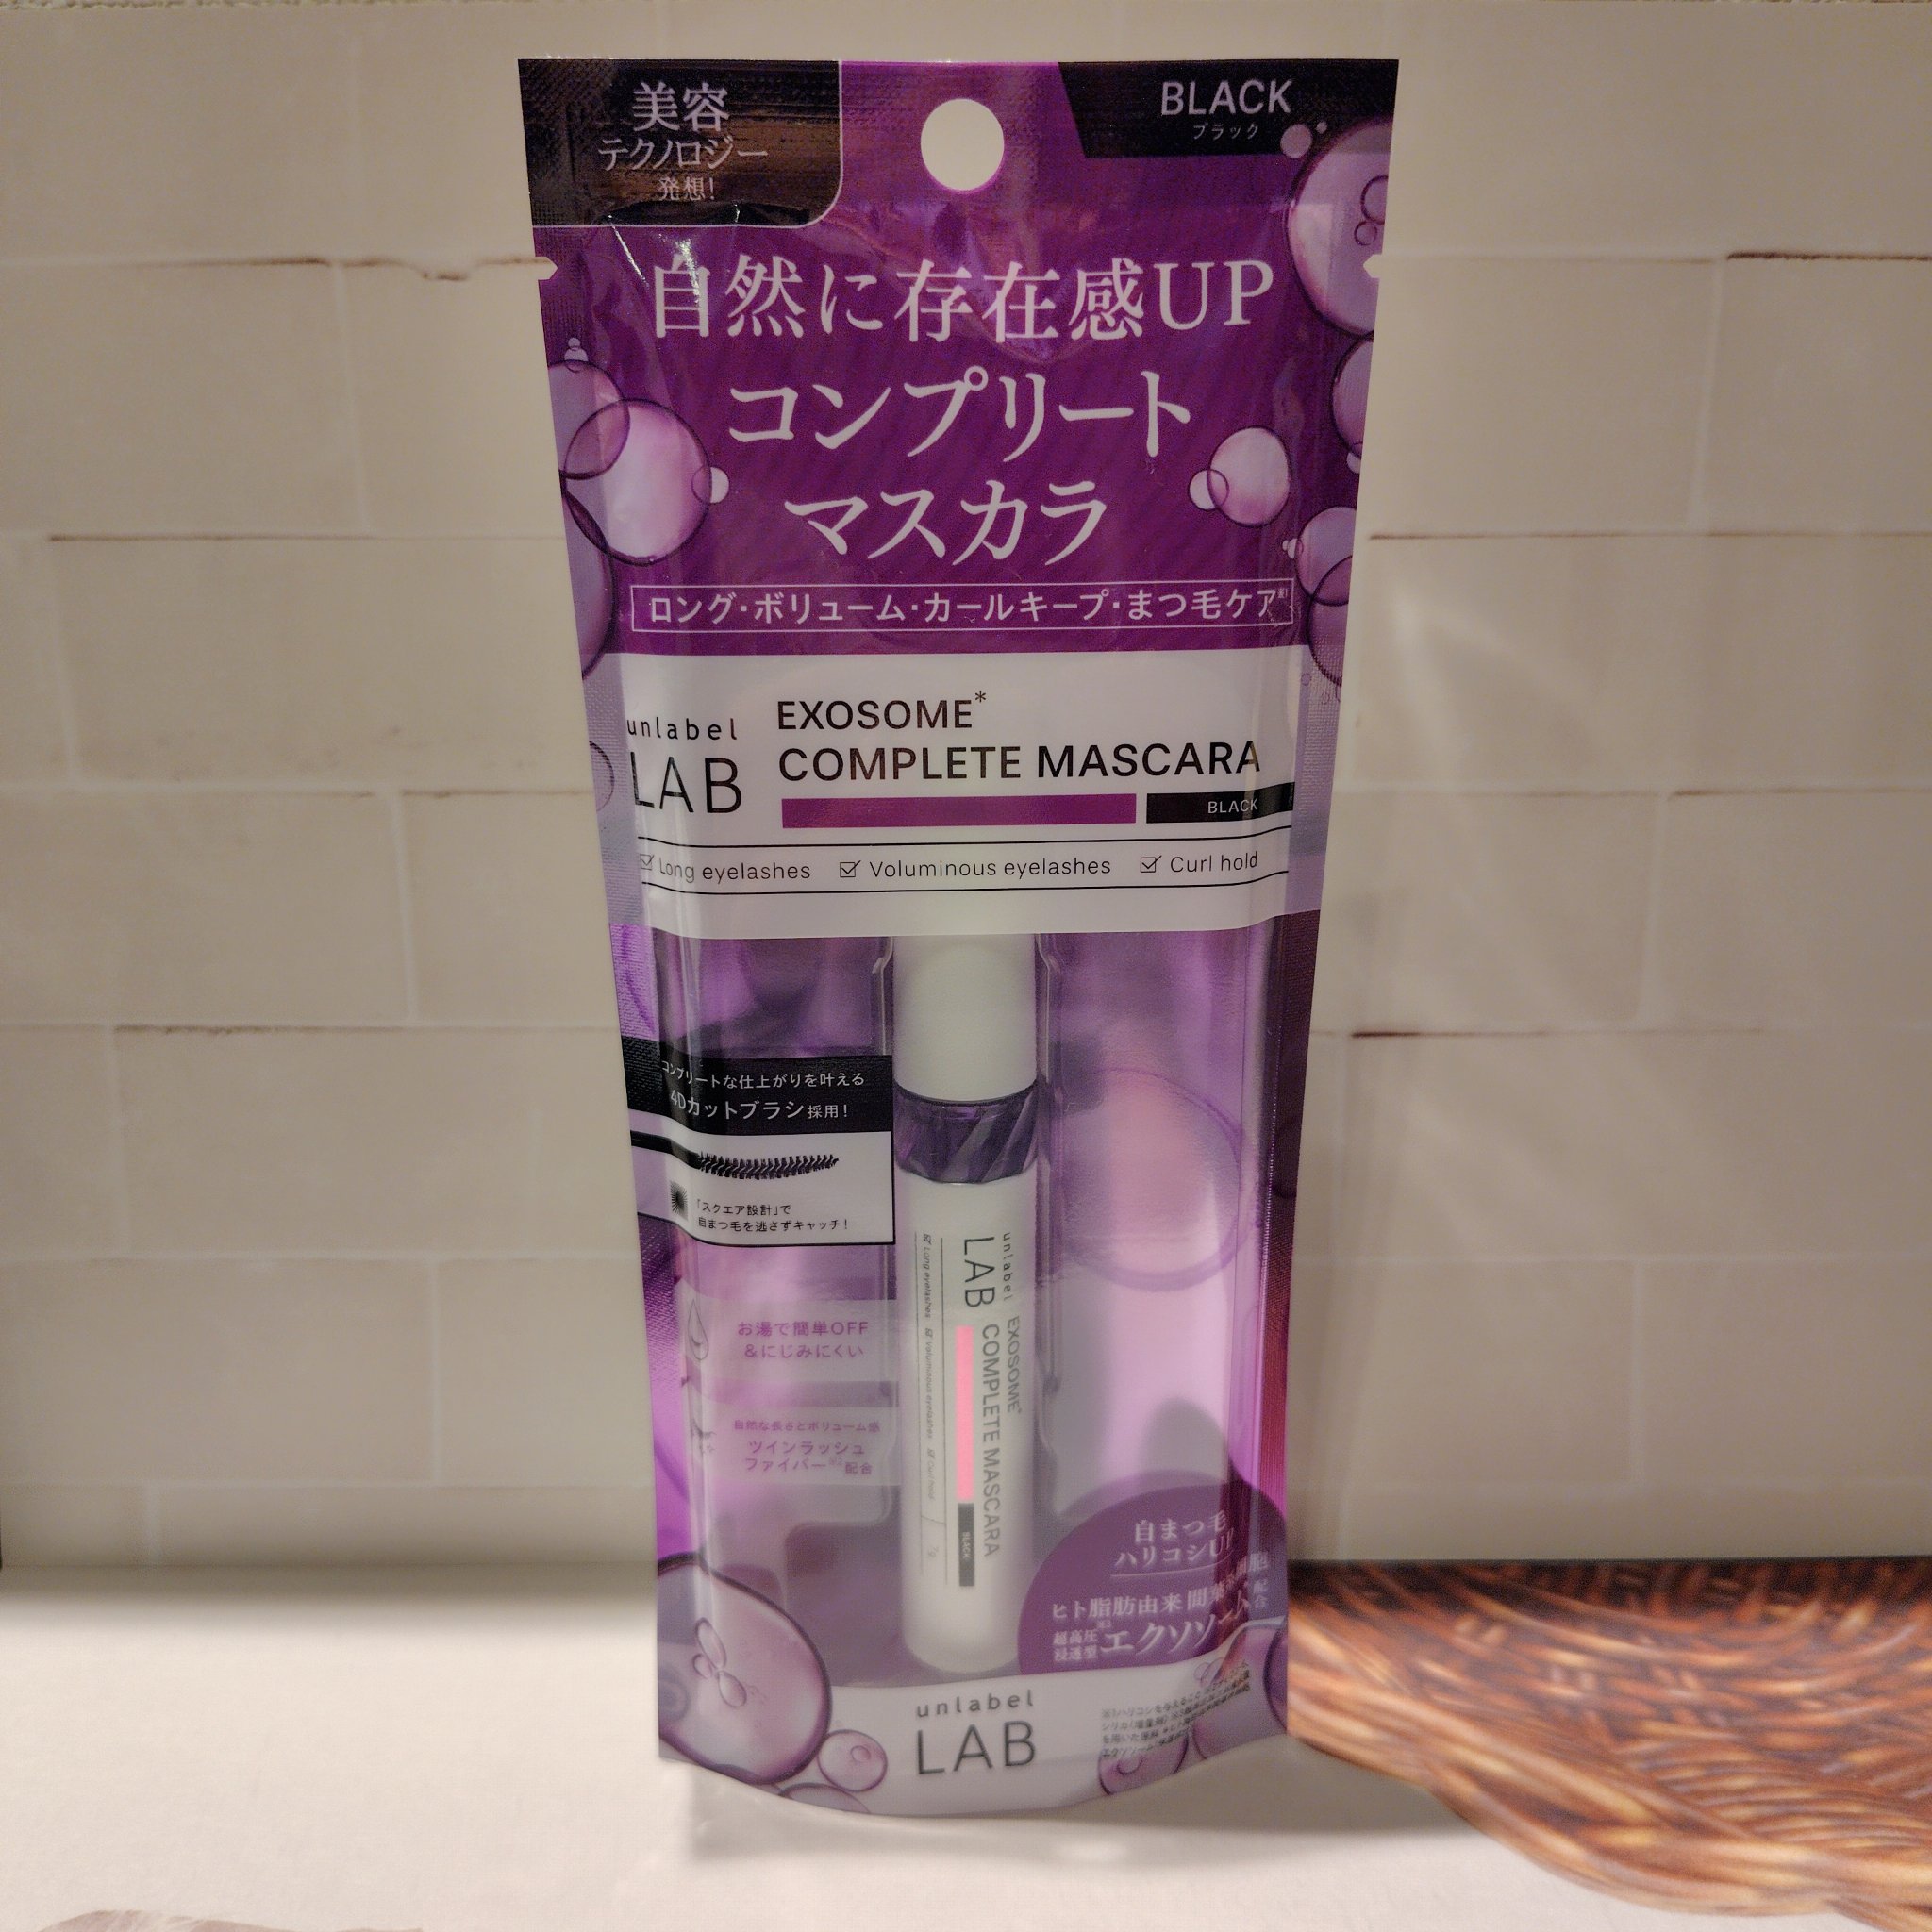 美容
テクノロジー
発想!
BLACK
ブラック
自然に存在感UP
コンプリート
マスカラ
ロング・ボリューム・カールキープ・まつ毛ケア
unlabel
LAB
EXOSOME*
COMPLETE MASCARA
BLACK
Long eyelashes Voluminous eyelashes Curl hold
コンプリートな仕上がりを叶える
4Dカットブラシ採用!
「スクエア設計」で
自まつ毛を逃さずキャッチ!
お湯で簡単OFF
&にじみにくい
自然な長さとボリューム感
ツインラッシュ
ファイバー※2配合
unlabel
LAB
EXOSOME*
COMPLETE MASCARA
BLACK
Long eyelashes Voluminous eyelashes Curl hold
自まつ毛
ハリコシUP
ヒト脂肪由来
配合
超高圧
浸透型
エクソソーム
unlabel
LAB